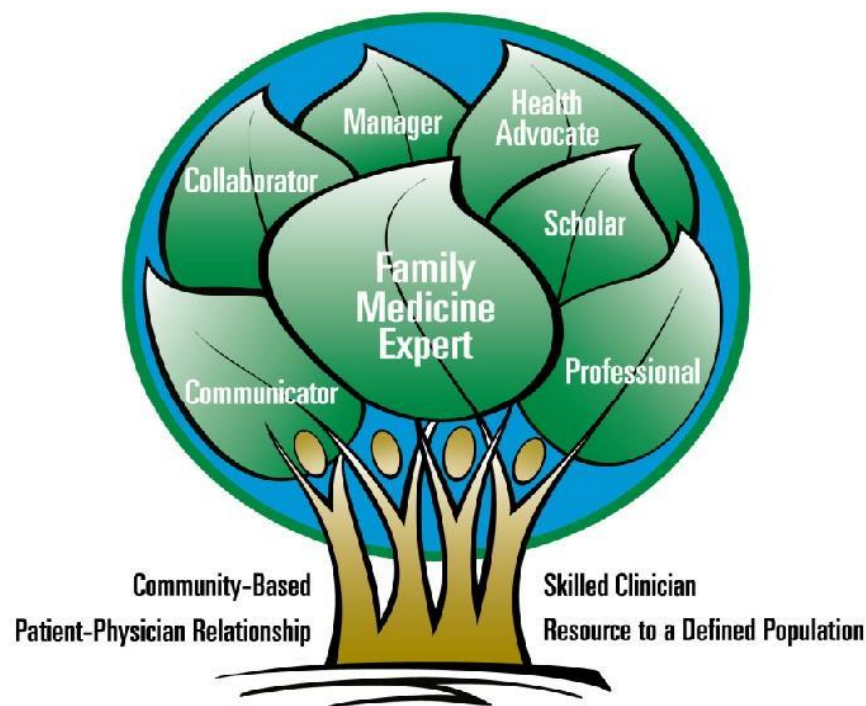 Manager
Health
Advocate
Collaborator
Scholar
Family
Medicine
Expert
Communicator
Professional
Community-Based
Patient-Physician Relationship
Skilled Clinician
Resource to a Defined Population